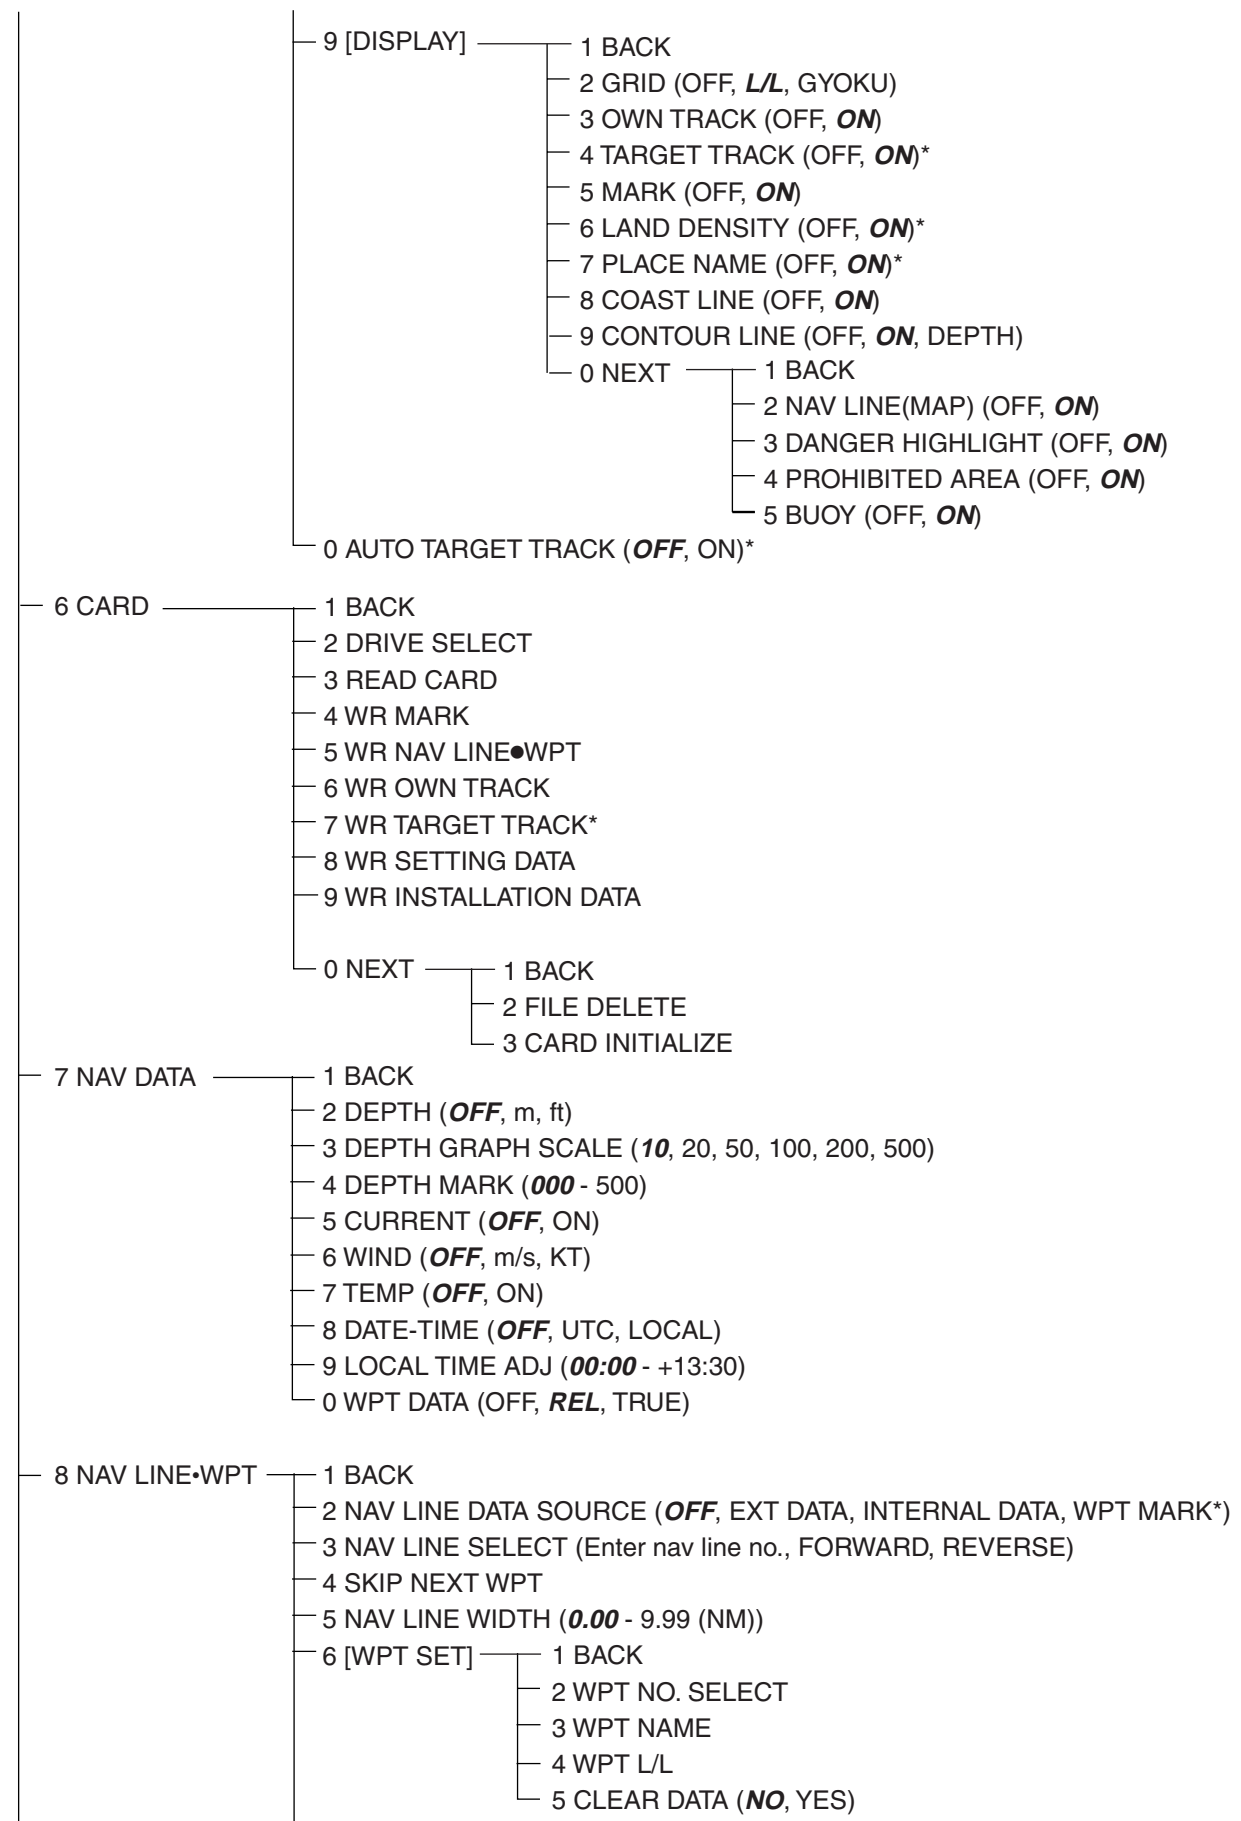 9 [DISPLAY]
1 BACK
2 GRID (OFF, L/L, GYOKU)
3 OWN TRACK (OFF, ON)
4 TARGET TRACK (OFF, ON)*
5 MARK (OFF, ON)
6 LAND DENSITY (OFF, ON)*
7 PLACE NAME (OFF, ON)*
8 COAST LINE (OFF, ON)
9 CONTOUR LINE (OFF, ON, DEPTH)
0 NEXT
1 BACK
2 NAV LINE(MAP) (OFF, ON)
3 DANGER HIGHLIGHT (OFF, ON)
4 PROHIBITED AREA (OFF, ON)
5 BUOY (OFF, ON)
0 AUTO TARGET TRACK (OFF, ON)*
6 CARD
1 BACK
2 DRIVE SELECT
3 READ CARD
4 WR MARK
5 WR NAV LINE●WPT
6 WR OWN TRACK
7 WR TARGET TRACK*
8 WR SETTING DATA
9 WR INSTALLATION DATA
0 NEXT
1 BACK
2 FILE DELETE
3 CARD INITIALIZE
7 NAV DATA
1 BACK
2 DEPTH (OFF, m, ft)
3 DEPTH GRAPH SCALE (10, 20, 50, 100, 200, 500)
4 DEPTH MARK (000 - 500)
5 CURRENT (OFF, ON)
6 WIND (OFF, m/s, KT)
7 TEMP (OFF, ON)
8 DATE-TIME (OFF, UTC, LOCAL)
9 LOCAL TIME ADJ (00:00 - +13:30)
0 WPT DATA (OFF, REL, TRUE)
8 NAV LINE•WPT
1 BACK
2 NAV LINE DATA SOURCE (OFF, EXT DATA, INTERNAL DATA, WPT MARK*)
3 NAV LINE SELECT (Enter nav line no., FORWARD, REVERSE)
4 SKIP NEXT WPT
5 NAV LINE WIDTH (0.00 - 9.99 (NM))
6 [WPT SET]
1 BACK
2 WPT NO. SELECT
3 WPT NAME
4 WPT L/L
5 CLEAR DATA (NO, YES)